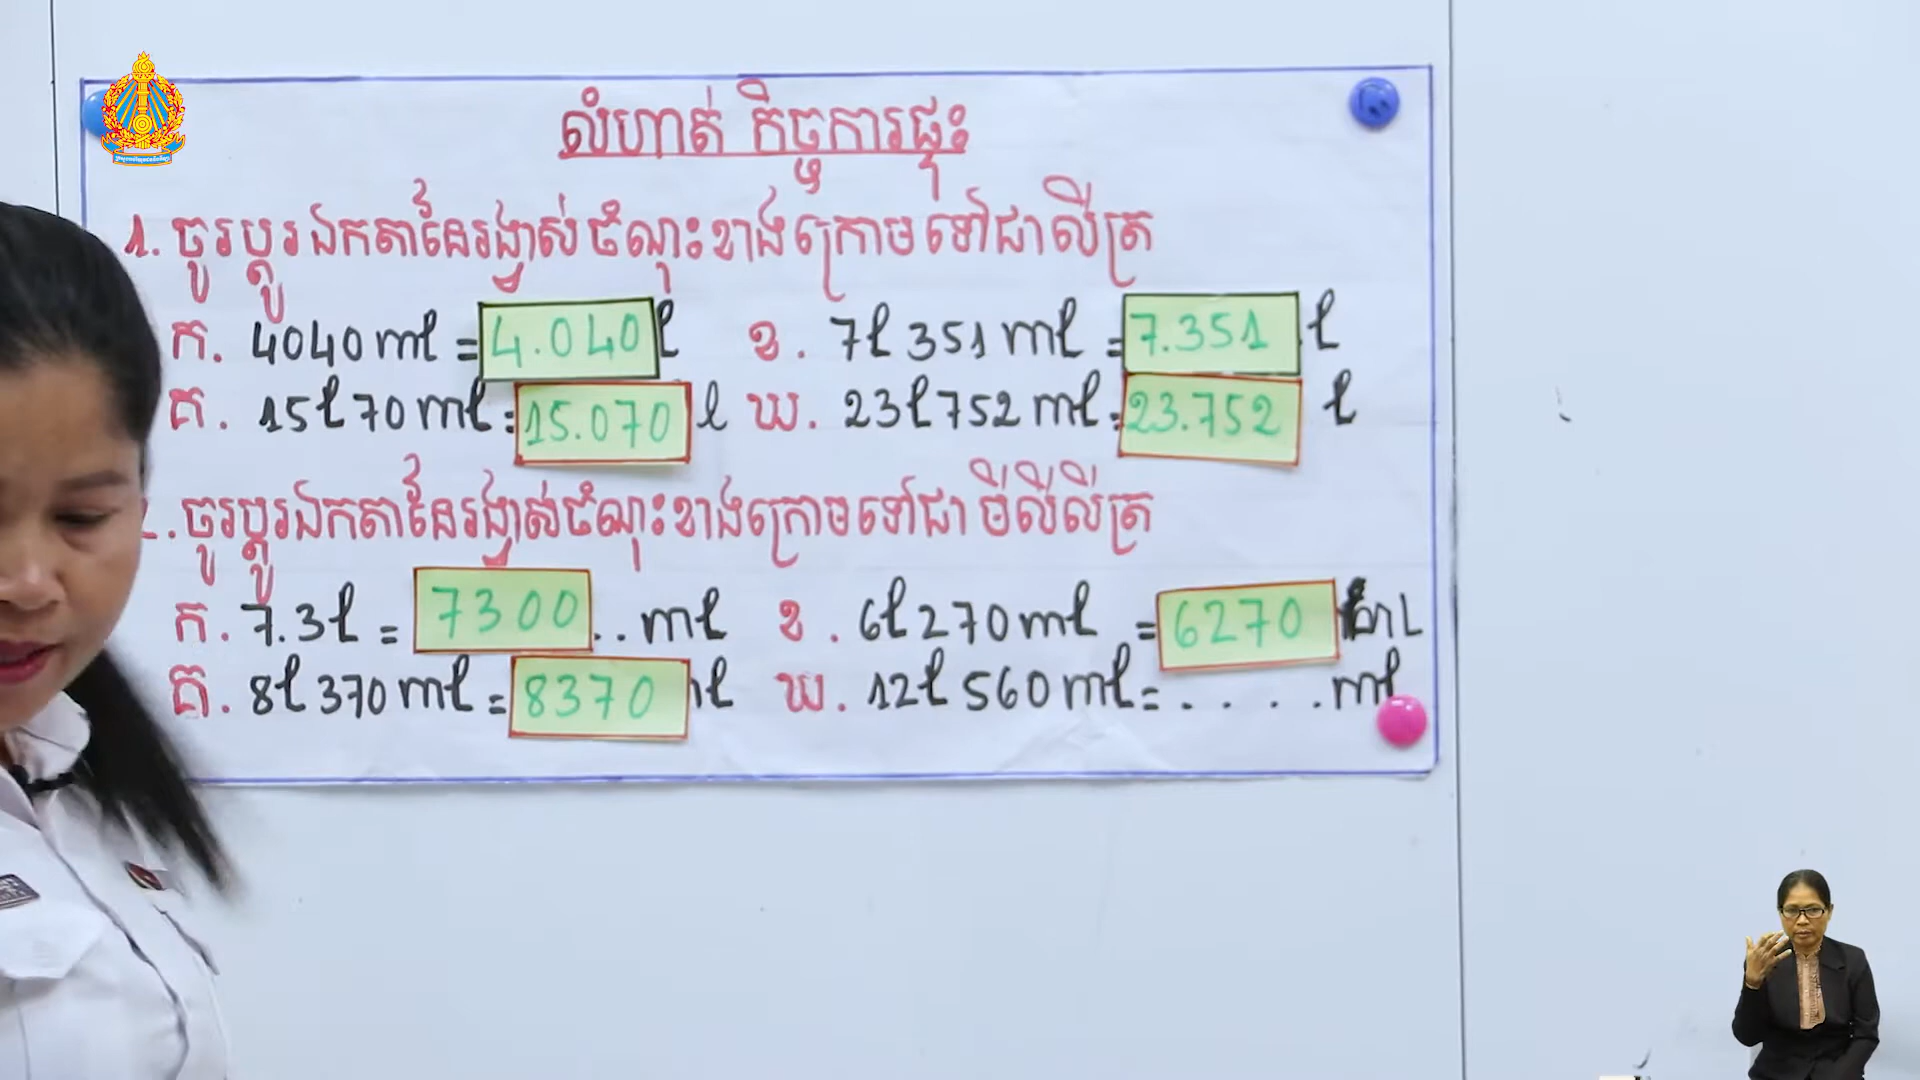 លំហាត់ កិច្ចការផ្ទះ
1. ចូរប្តូរឯកតានៃរង្វាស់ចំណុះខាងក្រោមទៅជាលីត្រ
ក. 4040 ml = 4.040 l ខ. 7l 351 ml = 7.351 l
គ. 15l 70 ml = 15.070 l ឃ. 23l 752 ml = 23.752 l
. ចូរប្តូរឯកតានៃរង្វាស់ចំណុះខាងក្រោមទៅជា មីលីលីត្រ
ក. 7.3l = 7300 .. ml ខ. 6l 270 ml = 6270 mL
គ. 8l 370 ml = 8370 l ឃ. 12l 560 ml = . . . . . ml